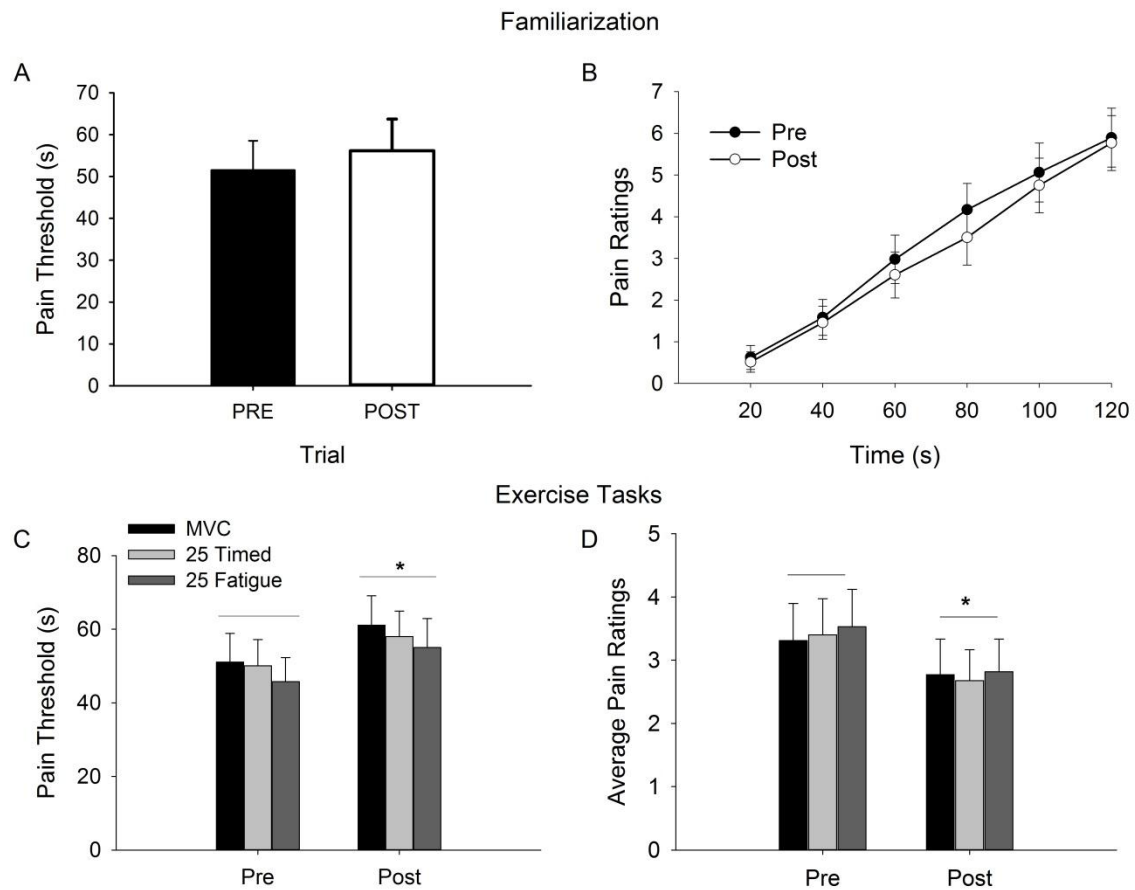 Familiarization
A
Pain Threshold (s)
70
60
50
40
30
20
10
0
PRE POST
Trial
B
Pain Ratings
7
6
5
4
3
2
1
0
Pre
Post
20 40 60 80 100 120
Time (s)
Exercise Tasks
C
MVC
25 Timed
25 Fatigue
Pain Threshold (s)
80
60
40
20
0
*
Pre Post
D
Average Pain Ratings
5
4
3
2
1
0
*
Pre Post